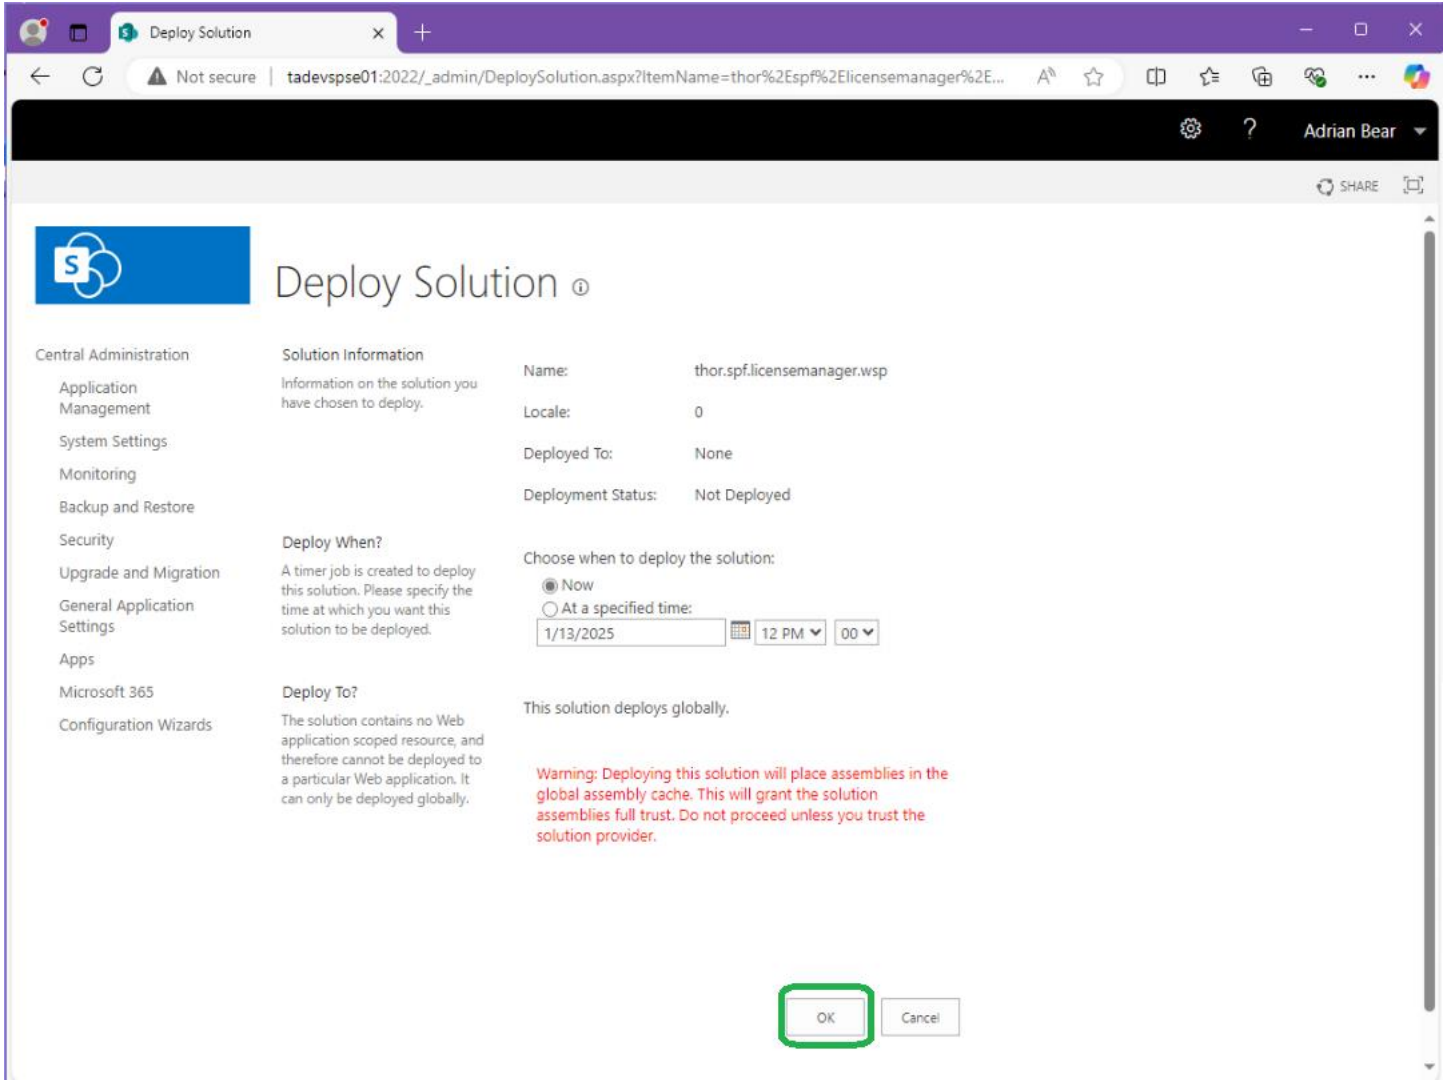 Deploy Solution
Not secure
tadevspse01:2022/_admin/DeploySolution.aspx?ItemName=thor%2Espf%2Elicensemanager%2E...
Adrian Bear
SHARE
S
Deploy Solution
Central Administration
Application
Management
System Settings
Monitoring
Backup and Restore
Security
Upgrade and Migration
General Application
Settings
Apps
Microsoft 365
Configuration Wizards
Solution Information
Information on the solution you
have chosen to deploy.
Name: thor.spf.licensemanager.wsp
Locale: 0
Deployed To: None
Deployment Status: Not Deployed
Deploy When?
A timer job is created to deploy
this solution. Please specify the
time at which you want this
solution to be deployed.
Choose when to deploy the solution:
Now
At a specified time:
1/13/2025 12 PM 00
Deploy To?
The solution contains no Web
application scoped resource, and
therefore cannot be deployed to
a particular Web application. It
can only be deployed globally.
This solution deploys globally.
Warning: Deploying this solution will place assemblies in the
global assembly cache. This will grant the solution
assemblies full trust. Do not proceed unless you trust the
solution provider.
OK Cancel